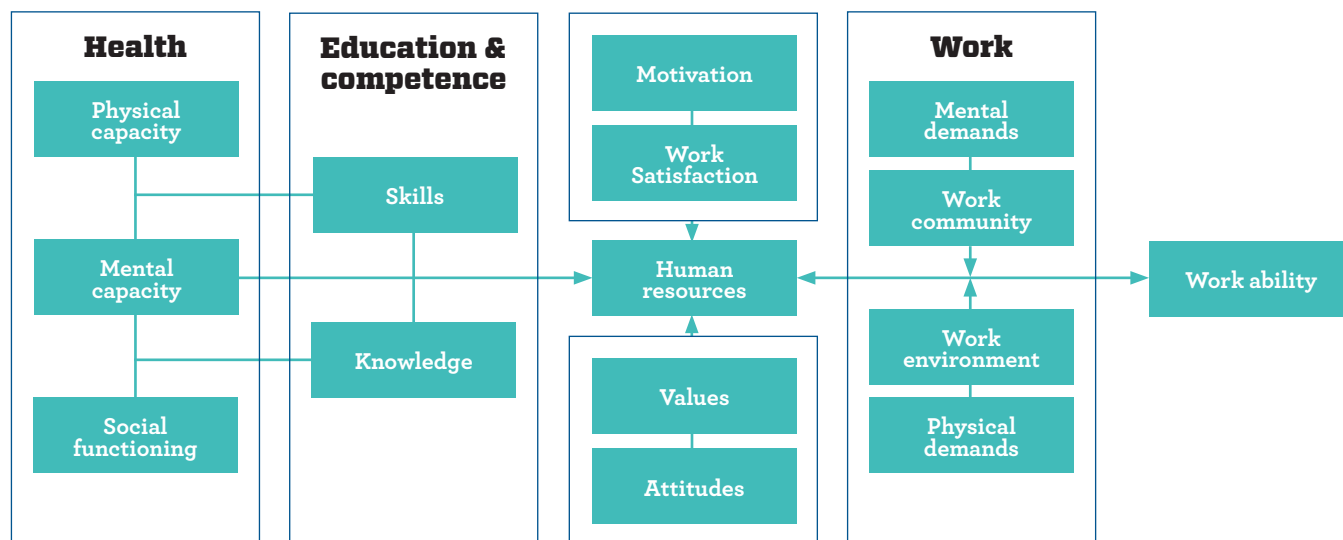 Health
Physical
capacity
Mental
capacity
Social
functioning
Education &
competence
Skills
Knowledge
Motivation
Work
Satisfaction
Human
resources
Values
Attitudes
Work
Mental
demands
Work
community
Work
environment
Physical
demands
Work ability